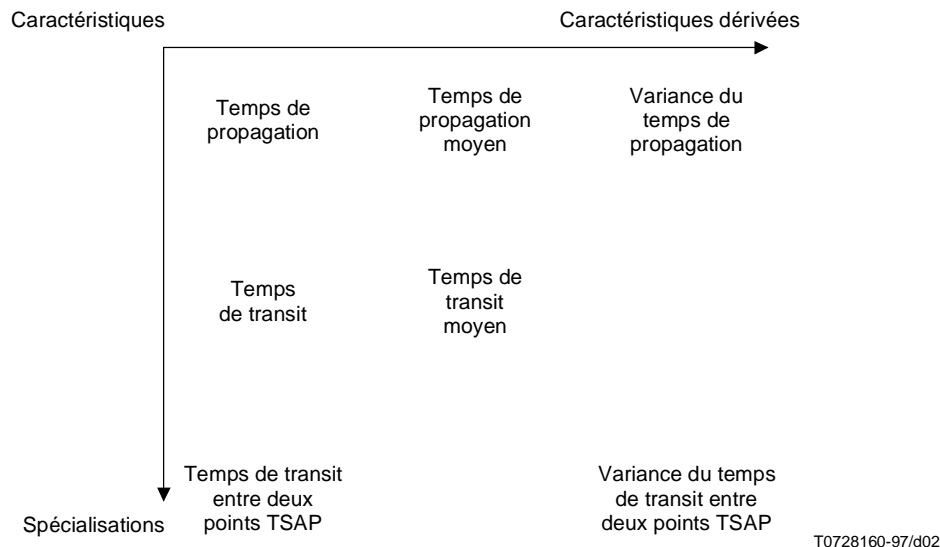 Caractéristiques
Caractéristiques dérivées
Temps de
propagation
Temps de
propagation
moyen
Variance du
temps de
propagation
Temps
de transit
Temps de
transit
moyen
Temps de transit
entre deux
points TSAP
Variance du temps
de transit entre
deux points TSAP
Spécialisations
T0728160-97/d02